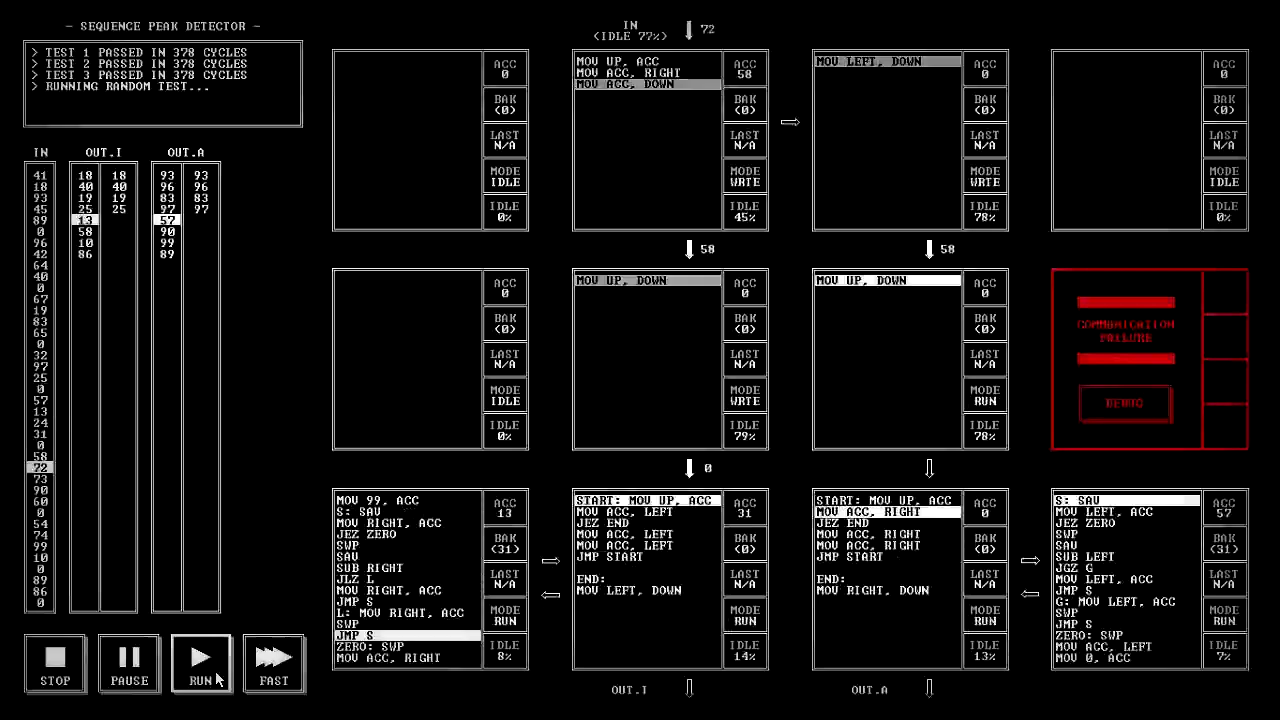 - SEQUENCE PEAK DETECTOR -
> TEST 1 PASSED IN 378 CYCLES
> TEST 2 PASSED IN 378 CYCLES
> TEST 3 PASSED IN 378 CYCLES
> RUNNING RANDOM TEST...
IN OUT.I OUT.A
41 18 18 93 93
18 40 40 96 96
93 19 19 83 83
45 25 25 97 97
89 13 57
0 58 90
96 10 99
42 86 89
64
40
0
67
19
83
65
0
32
97
25
0
57
13
24
31
0
58
72
73
90
60
0
54
74
99
10
0
89
86
0
STOP
PAUSE
RUN
FAST
IN
(IDLE 77%)
72
ACC
0
BAK
(0)
LAST
N/A
MODE
IDLE
IDLE
0%
MOV UP, ACC
MOV ACC, RIGHT
MOV ACC, DOWN
ACC
58
BAK
(0)
LAST
N/A
MODE
WRTE
IDLE
45%
MOV LEFT, DOWN
ACC
0
BAK
(0)
LAST
N/A
MODE
WRTE
IDLE
78%
ACC
0
BAK
(0)
LAST
N/A
MODE
IDLE
IDLE
0%
58
58
ACC
0
BAK
(0)
LAST
N/A
MODE
IDLE
IDLE
0%
MOV UP, DOWN
ACC
0
BAK
(0)
LAST
N/A
MODE
WRTE
IDLE
79%
MOV UP, DOWN
ACC
0
BAK
(0)
LAST
N/A
MODE
RUN
IDLE
78%
COMMUNICATION
FAILURE
DEBUG
0
MOV 99, ACC
S: SAV
MOV RIGHT, ACC
JEZ ZERO
SWP
SAV
SUB RIGHT
JLZ L
MOV RIGHT, ACC
JMP S
L: MOV RIGHT, ACC
SWP
JMP S
ZERO: SWP
MOV ACC, RIGHT
ACC
13
BAK
(31)
LAST
N/A
MODE
RUN
IDLE
8%
START: MOV UP, ACC
MOV ACC, LEFT
JEZ END
MOV ACC, LEFT
MOV ACC, LEFT
JMP START
END:
MOV LEFT, DOWN
ACC
31
BAK
(0)
LAST
N/A
MODE
RUN
IDLE
14%
START: MOV UP, ACC
MOV ACC, RIGHT
JEZ END
MOV ACC, RIGHT
MOV ACC, RIGHT
JMP START
END:
MOV RIGHT, DOWN
ACC
0
BAK
(0)
LAST
N/A
MODE
RUN
IDLE
13%
S: SAV
MOV LEFT, ACC
JEZ ZERO
SWP
SAV
SUB LEFT
JGZ G
MOV LEFT, ACC
JMP S
G: MOV LEFT, ACC
SWP
JMP S
ZERO: SWP
MOV ACC, LEFT
MOV 0, ACC
ACC
57
BAK
(31)
LAST
N/A
MODE
RUN
IDLE
7%
OUT.I
OUT.A